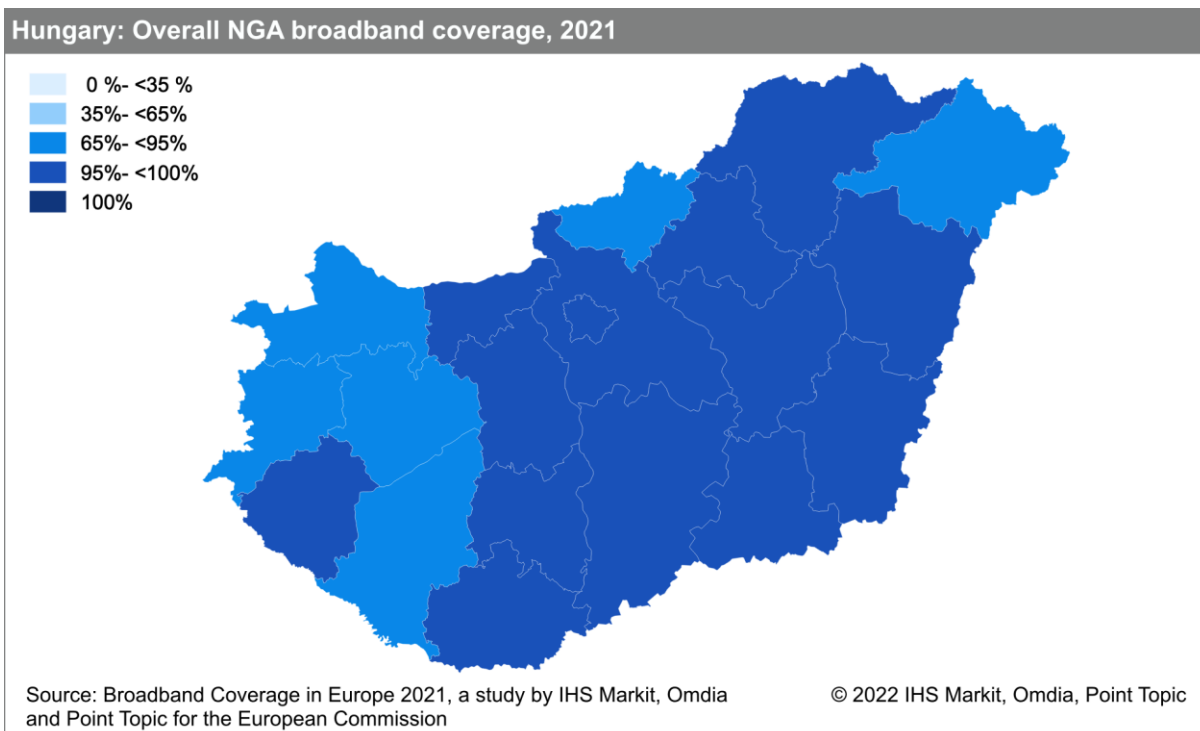 Hungary: Overall NGA broadband coverage, 2021
0 %- <35 %
35%- <65%
65%- <95%
95%- <100%
100%
Source: Broadband Coverage in Europe 2021, a study by IHS Markit, Omdia
and Point Topic for the European Commission
© 2022 IHS Markit, Omdia, Point Topic